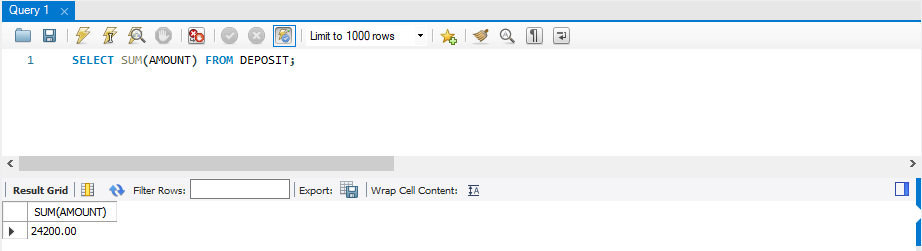 Query 1
Limit to 1000 rows
1 SELECT SUM(AMOUNT) FROM DEPOSIT;
Result Grid Filter Rows: Export: Wrap Cell Content:
SUM(AMOUNT)
24200.00